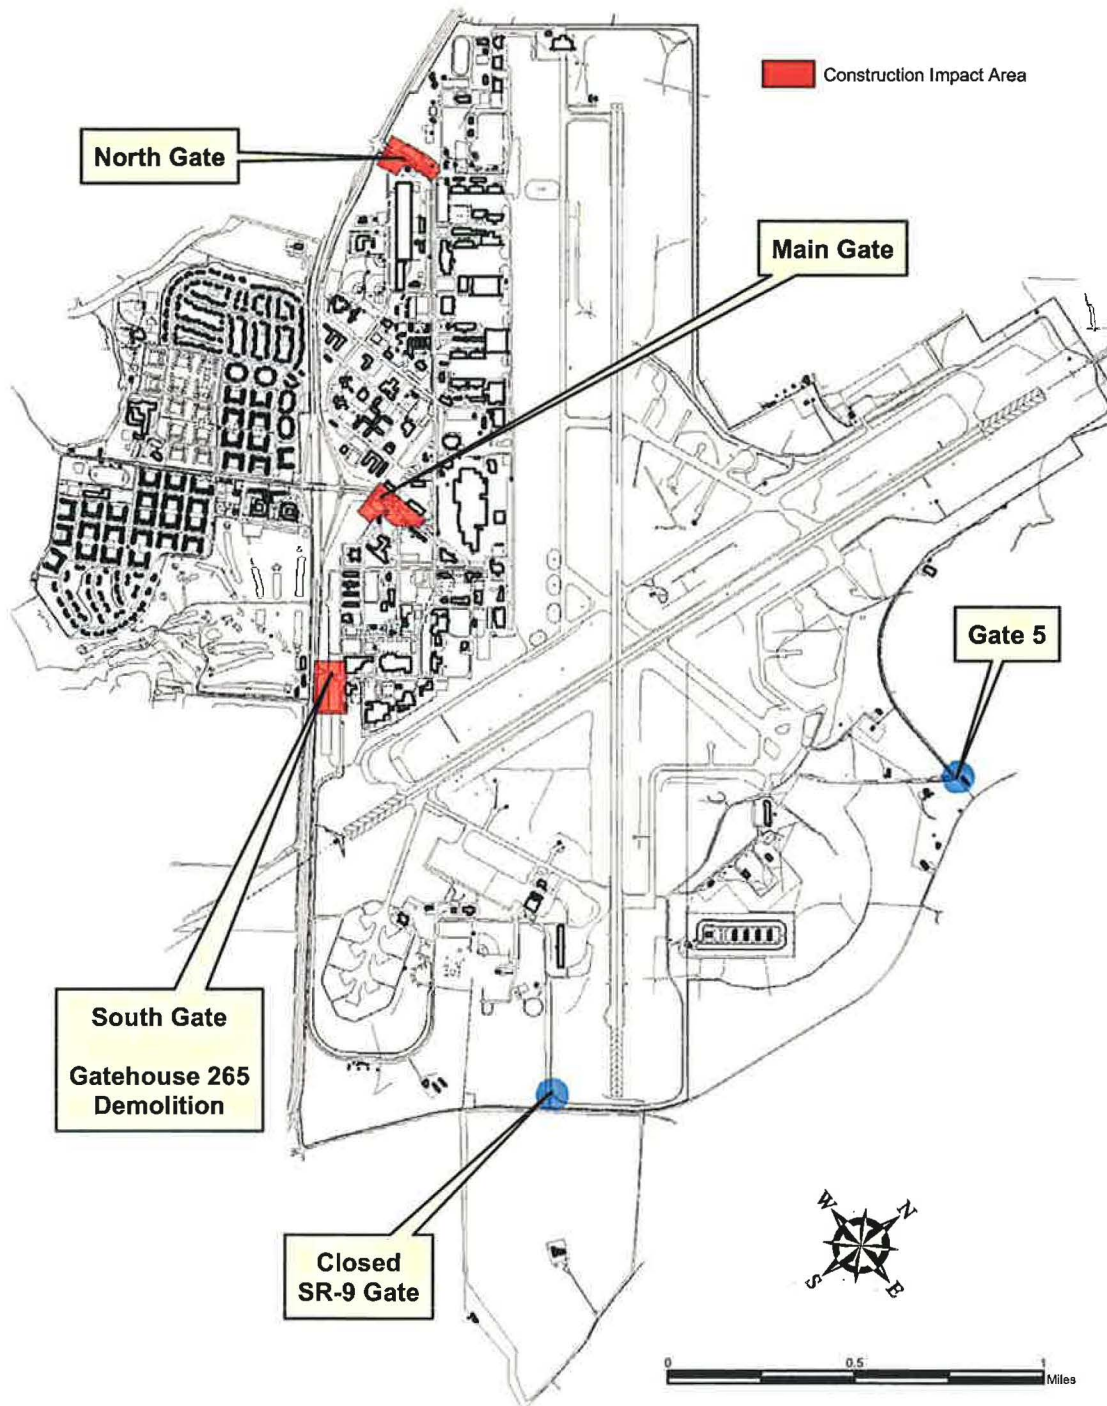 Construction Impact Area
North Gate
Main Gate
Gate 5
South Gate
Gatehouse 265
Demolition
Closed
SR-9 Gate
W
N
S
E
0
0.5
1
Miles